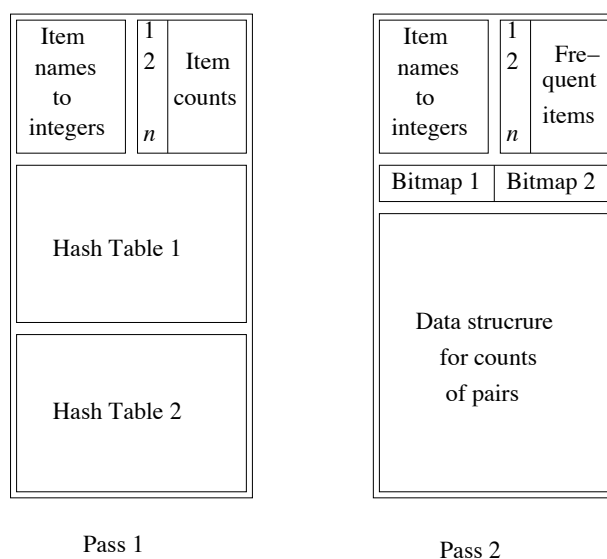 Item
names
to
integers
1
2
n
Item
counts
Hash Table 1
Hash Table 2
Pass 1
Item
names
to
integers
1
2
n
Fre–
quent
items
Bitmap 1
Bitmap 2
Data strucrure
for counts
of pairs
Pass 2